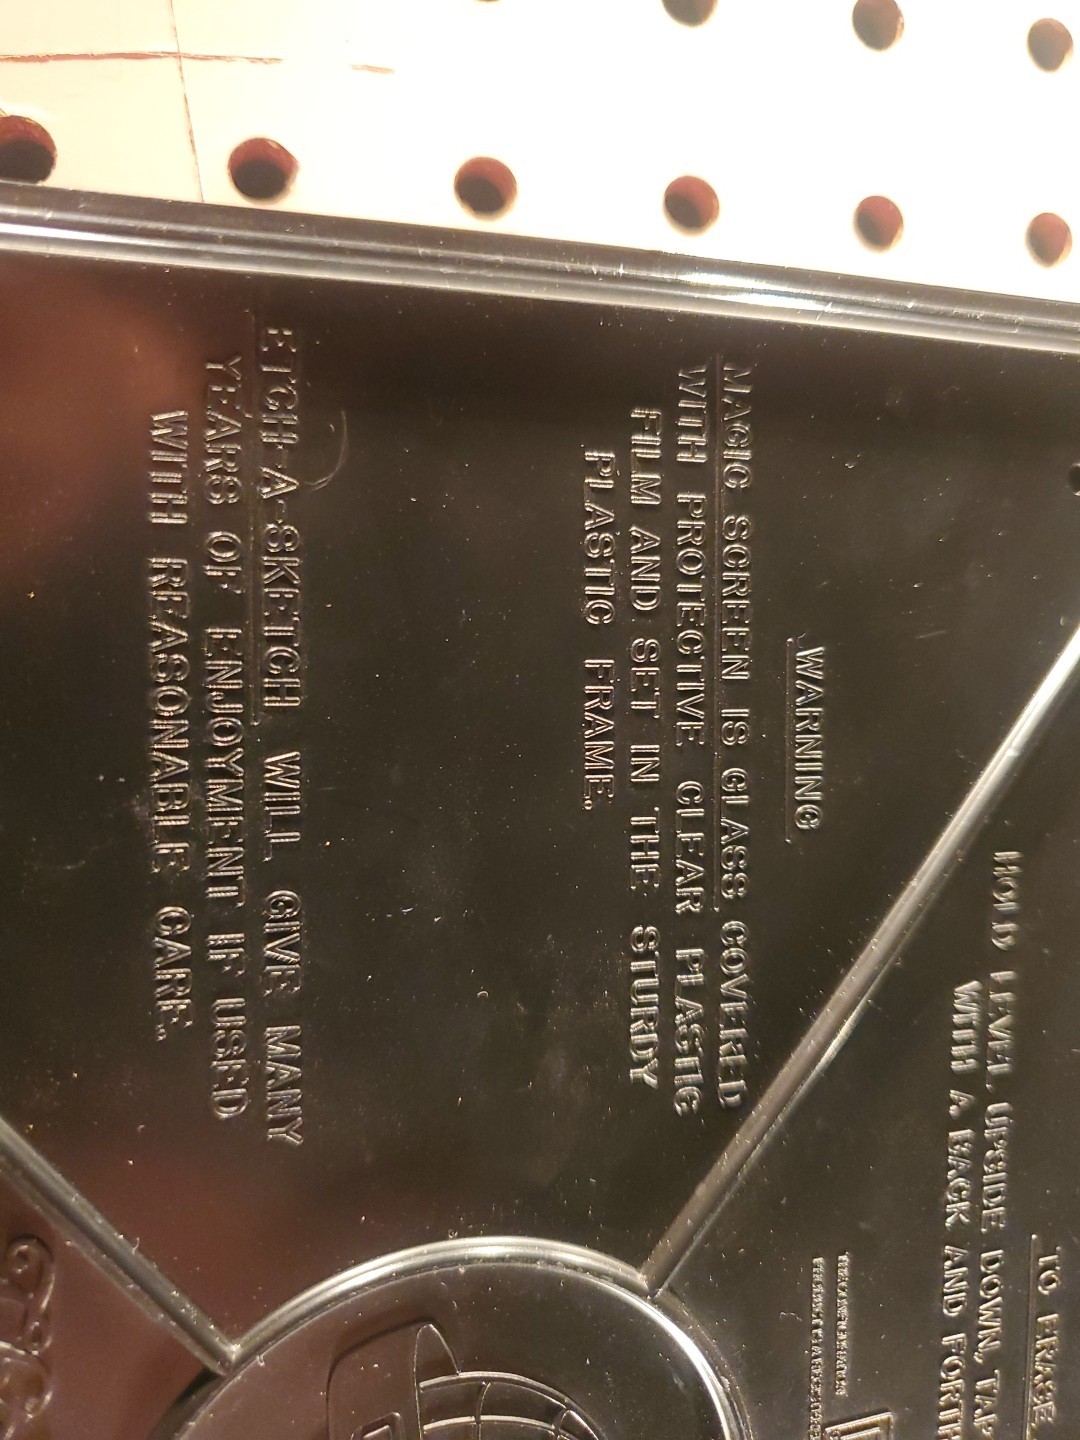 WARNING
MAGIC SCREEN IS GLASS COVERED
WITH PROTECTIVE CLEAR PLASTIC
FILM AND SET IN THE STURDY
PLASTIC FRAME.
ETCH-A-SKETCH WILL GIVE MANY
YEARS OF ENJOYMENT IF USED
WITH REASONABLE CARE.
TO ERASE
HOLD LEVEL UPSIDE DOWN, TAP
WITH A BACK AND FORTH